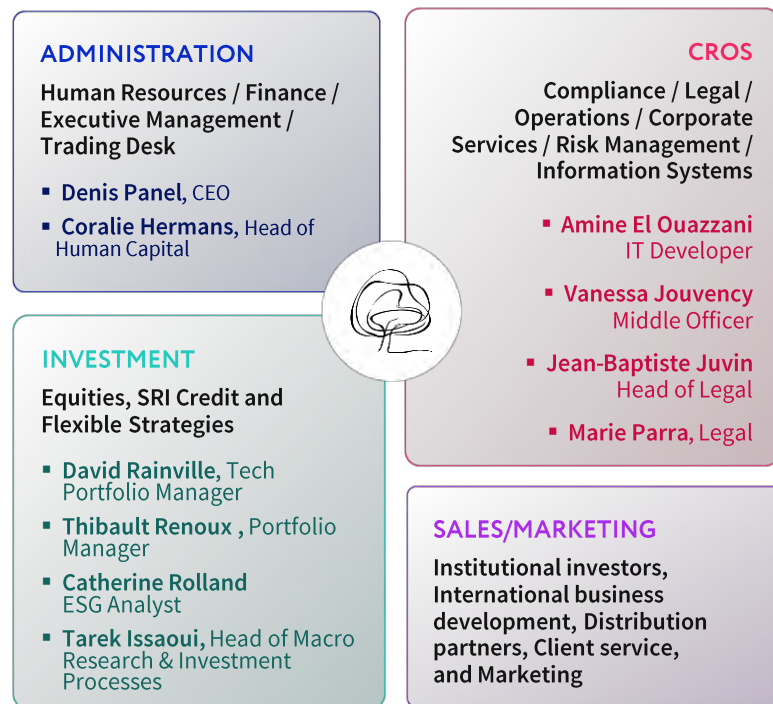 ADMINISTRATION
Human Resources / Finance /
Executive Management /
Trading Desk
▪ Denis Panel, CEO
▪ Coralie Hermans, Head of
Human Capital
CROS
Compliance / Legal /
Operations / Corporate
Services / Risk Management /
Information Systems
▪ Amine El Ouazzani
IT Developer
▪ Vanessa Jouvency
Middle Officer
▪ Jean-Baptiste Juvin
Head of Legal
▪ Marie Parra, Legal
INVESTMENT
Equities, SRI Credit and
Flexible Strategies
▪ David Rainville, Tech
Portfolio Manager
▪ Thibault Renoux , Portfolio
Manager
▪ Catherine Rolland
ESG Analyst
▪ Tarek Issaoui, Head of Macro
Research & Investment
Processes
SALES/MARKETING
Institutional investors,
International business
development, Distribution
partners, Client service,
and Marketing